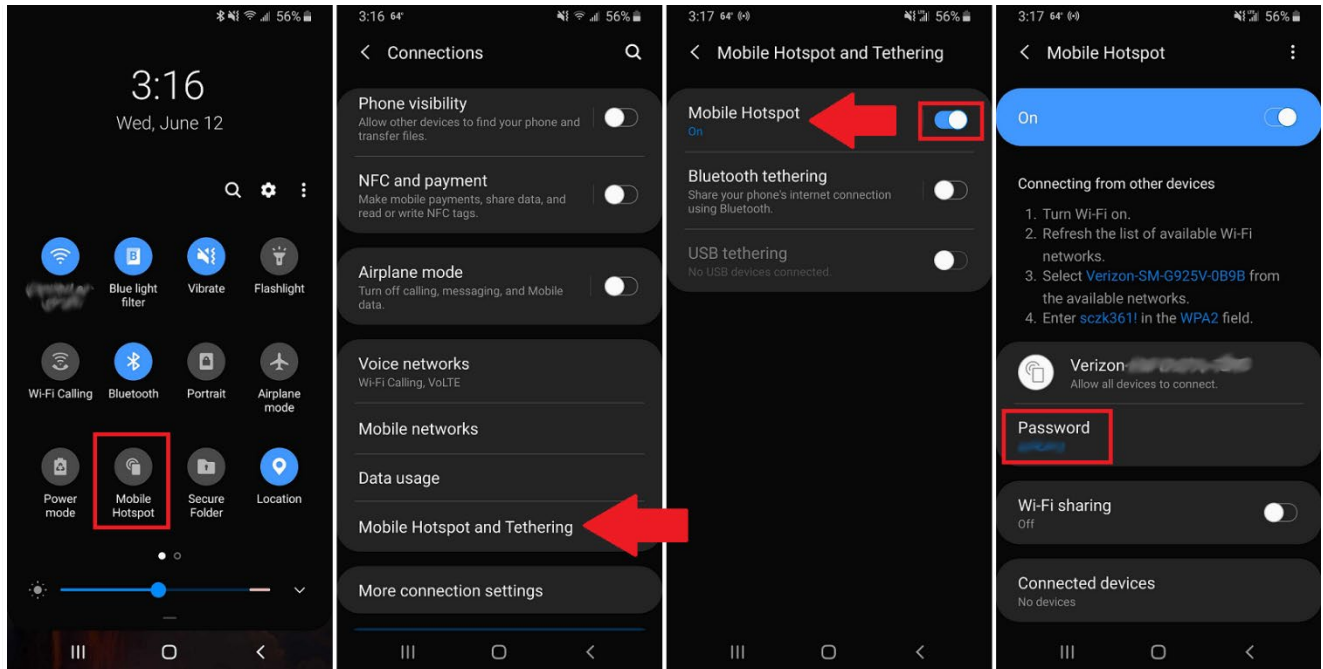 56%
3:16
Wed, June 12
Blue light
filter
Vibrate
Flashlight
Wi-Fi Calling
Bluetooth
Portrait
Airplane
mode
Power
mode
Mobile
Hotspot
Secure
Folder
Location
3:16 64° 56%
Connections
Phone visibility
Allow other devices to find your phone and
transfer files.
NFC and payment
Make mobile payments, share data, and
read or write NFC tags.
Airplane mode
Turn off calling, messaging, and Mobile
data.
Voice networks
Wi-Fi Calling, VoLTE
Mobile networks
Data usage
Mobile Hotspot and Tethering
More connection settings
3:17 64° 56%
Mobile Hotspot and Tethering
Mobile Hotspot
On
Bluetooth tethering
Share your phone's internet connection
using Bluetooth.
USB tethering
No USB devices connected.
3:17 64° 56%
Mobile Hotspot
On
Connecting from other devices
1. Turn Wi-Fi on.
2. Refresh the list of available Wi-Fi
networks.
3. Select Verizon-SM-G925V-0B9B from
the available networks.
4. Enter sczk361! in the WPA2 field.
Verizon-
Allow all devices to connect.
Password
Wi-Fi sharing
Off
Connected devices
No devices